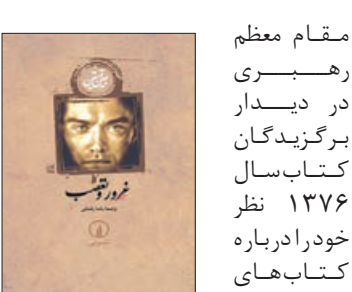 مقام معظم
رهبری
در دیدار
برگزیدگان
کتاب‌سال
۱۳۷۶ نظر
خود را درباره
کتاب‌های
غرور و تعصب